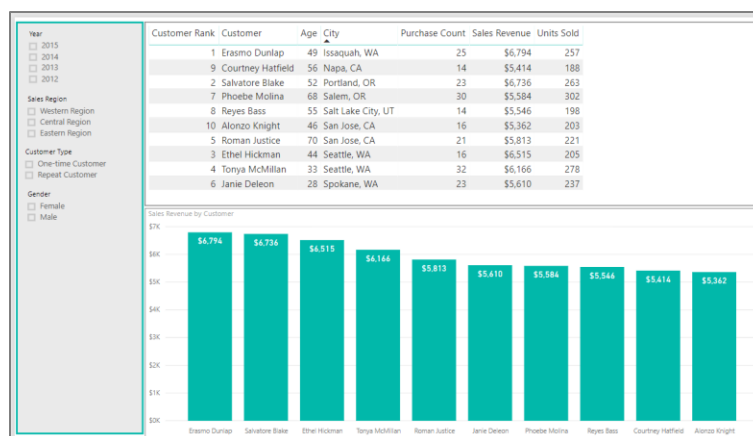 Year
2015
2014
2013
2012
Sales Region
Western Region
Central Region
Eastern Region
Customer Type
One-time Customer
Repeat Customer
Gender
Female
Male
Customer Rank Customer Age City Purchase Count Sales Revenue Units Sold
1 Erasmo Dunlap 49 Issaquah, WA 25 $6,794 257
9 Courtney Hatfield 56 Napa, CA 14 $5,414 188
2 Salvatore Blake 52 Portland, OR 23 $6,736 263
7 Phoebe Molina 68 Salem, OR 30 $5,584 302
8 Reyes Bass 55 Salt Lake City, UT 14 $5,546 198
10 Alonzo Knight 46 San Jose, CA 16 $5,362 203
5 Roman Justice 70 San Jose, CA 21 $5,813 221
3 Ethel Hickman 44 Seattle, WA 16 $6,515 205
4 Tonya McMillan 33 Seattle, WA 32 $6,166 278
6 Janie Deleon 28 Spokane, WA 23 $5,610 237
Sales Revenue by Customer
$7K
$6K
$5K
$4K
$3K
$2K
$1K
$0K
$6,794 $6,736 $6,515 $6,166 $5,813 $5,610 $5,584 $5,546 $5,414 $5,362
Erasmo Dunlap Salvatore Blake Ethel Hickman Tonya McMillan Roman Justice Janie Deleon Phoebe Molina Reyes Bass Courtney Hatfield Alonzo Knight